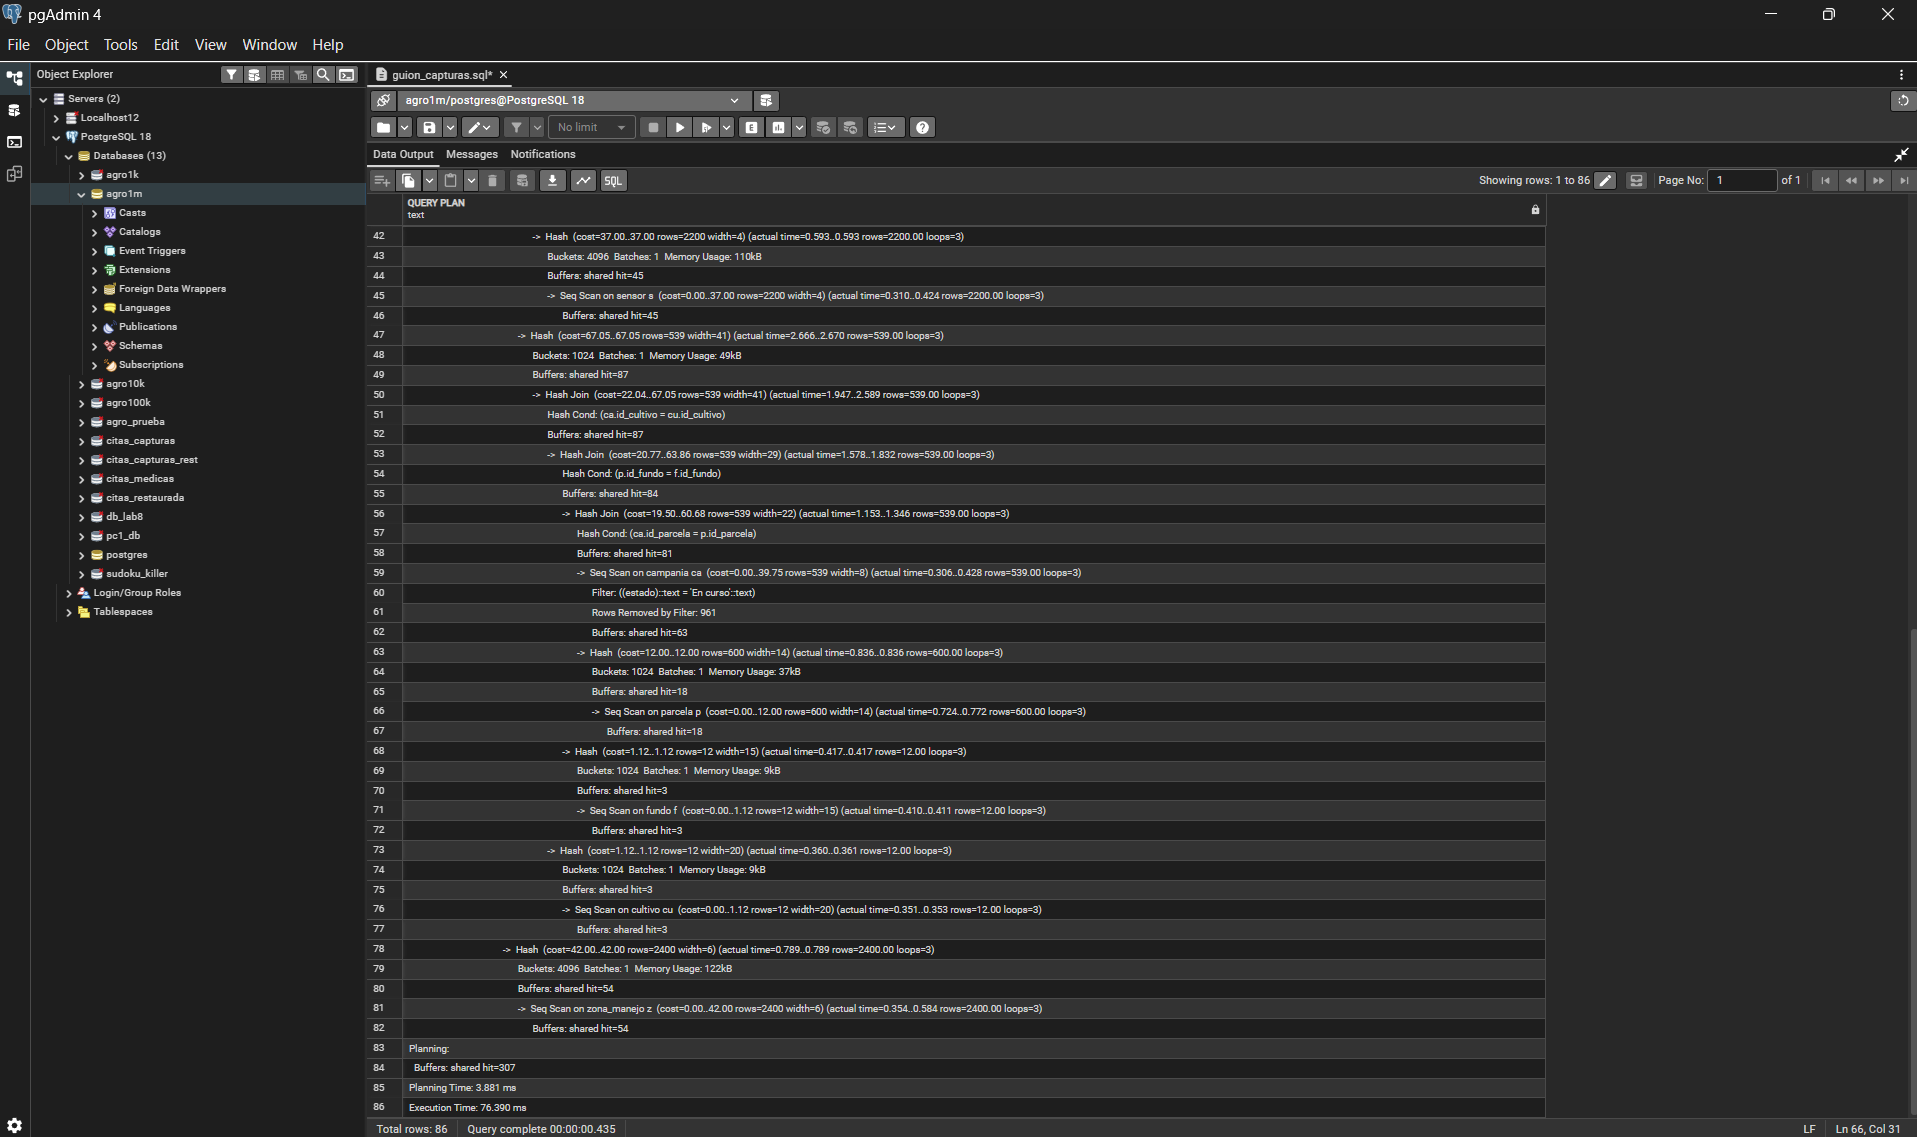 pgAdmin 4
File Object Tools Edit View Window Help
Object Explorer
guion_capturas.sql*
Servers (2)
Localhost12
PostgreSQL 18
Databases (13)
agro1k
agro1m
Casts
Catalogs
Event Triggers
Extensions
Foreign Data Wrappers
Languages
Publications
Schemas
Subscriptions
agro10k
agro100k
agro_prueba
citas_capturas
citas_capturas_rest
citas_medicas
citas_restaurada
db_lab8
pc1_db
postgres
sudoku_killer
Login/Group Roles
Tablespaces
agro1m/postgres@PostgreSQL 18
No limit
E
Data Output Messages Notifications
SQL
Showing rows: 1 to 86
Page No: 1 of 1
QUERY PLAN
text
42 -> Hash (cost=37.00..37.00 rows=2200 width=4) (actual time=0.593..0.593 rows=2200.00 loops=3)
43 Buckets: 4096 Batches: 1 Memory Usage: 110kB
44 Buffers: shared hit=45
45 -> Seq Scan on sensor s (cost=0.00..37.00 rows=2200 width=4) (actual time=0.310..0.424 rows=2200.00 loops=3)
46 Buffers: shared hit=45
47 -> Hash (cost=67.05..67.05 rows=539 width=41) (actual time=2.666..2.670 rows=539.00 loops=3)
48 Buckets: 1024 Batches: 1 Memory Usage: 49kB
49 Buffers: shared hit=87
50 -> Hash Join (cost=22.04..67.05 rows=539 width=41) (actual time=1.947..2.589 rows=539.00 loops=3)
51 Hash Cond: (ca.id_cultivo = cu.id_cultivo)
52 Buffers: shared hit=87
53 -> Hash Join (cost=20.77..63.86 rows=539 width=29) (actual time=1.578..1.832 rows=539.00 loops=3)
54 Hash Cond: (p.id_fundo = f.id_fundo)
55 Buffers: shared hit=84
56 -> Hash Join (cost=19.50..60.68 rows=539 width=22) (actual time=1.153..1.346 rows=539.00 loops=3)
57 Hash Cond: (ca.id_parcela = p.id_parcela)
58 Buffers: shared hit=81
59 -> Seq Scan on campania ca (cost=0.00..39.75 rows=539 width=8) (actual time=0.306..0.428 rows=539.00 loops=3)
60 Filter: ((estado)::text = 'En curso'::text)
61 Rows Removed by Filter: 961
62 Buffers: shared hit=63
63 -> Hash (cost=12.00..12.00 rows=600 width=14) (actual time=0.836..0.836 rows=600.00 loops=3)
64 Buckets: 1024 Batches: 1 Memory Usage: 37kB
65 Buffers: shared hit=18
66 -> Seq Scan on parcela p (cost=0.00..12.00 rows=600 width=14) (actual time=0.724..0.772 rows=600.00 loops=3)
67 Buffers: shared hit=18
68 -> Hash (cost=1.12..1.12 rows=12 width=15) (actual time=0.417..0.417 rows=12.00 loops=3)
69 Buckets: 1024 Batches: 1 Memory Usage: 9kB
70 Buffers: shared hit=3
71 -> Seq Scan on fundo f (cost=0.00..1.12 rows=12 width=15) (actual time=0.410..0.411 rows=12.00 loops=3)
72 Buffers: shared hit=3
73 -> Hash (cost=1.12..1.12 rows=12 width=20) (actual time=0.360..0.361 rows=12.00 loops=3)
74 Buckets: 1024 Batches: 1 Memory Usage: 9kB
75 Buffers: shared hit=3
76 -> Seq Scan on cultivo cu (cost=0.00..1.12 rows=12 width=20) (actual time=0.351..0.353 rows=12.00 loops=3)
77 Buffers: shared hit=3
78 -> Hash (cost=42.00..42.00 rows=2400 width=6) (actual time=0.789..0.789 rows=2400.00 loops=3)
79 Buckets: 4096 Batches: 1 Memory Usage: 122kB
80 Buffers: shared hit=54
81 -> Seq Scan on zona_manejo z (cost=0.00..42.00 rows=2400 width=6) (actual time=0.354..0.584 rows=2400.00 loops=3)
82 Buffers: shared hit=54
83 Planning:
84 Buffers: shared hit=307
85 Planning Time: 3.881 ms
86 Execution Time: 76.390 ms
Total rows: 86 Query complete 00:00:00.435
LF Ln 66, Col 31